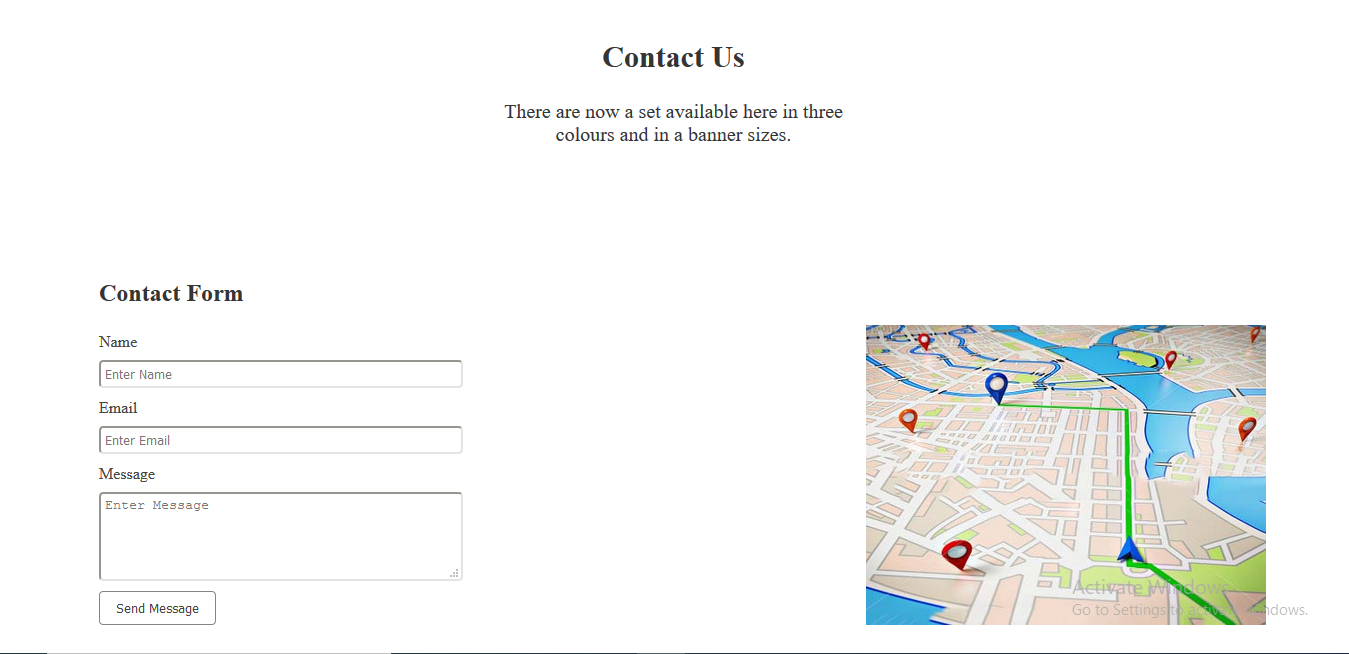 Contact Us
There are now a set available here in three
colours and in a banner sizes.
Contact Form
Name
Enter Name
Email
Enter Email
Message
Enter Message
Send Message
Activate Windows
Go to Settings to activate Windows.